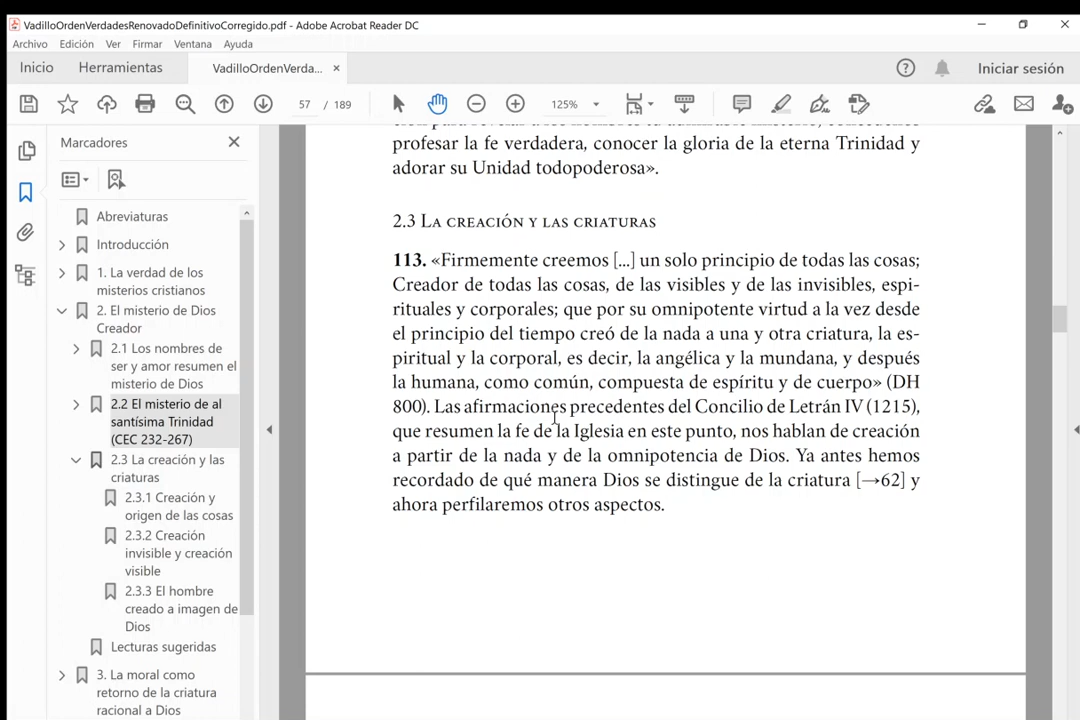 VadilloOrdenVerdadesRenovadoDefinitivoCorregido.pdf - Adobe Acrobat Reader DC
Archivo Edición Ver Firmar Ventana Ayuda
Inicio Herramientas VadilloOrdenVerda... × Iniciar sesión
57 / 189 125%
Marcadores
Abreviaturas
Introducción
1. La verdad de los
misterios cristianos
2. El misterio de Dios
Creador
2.1 Los nombres de
ser y amor resumen el
misterio de Dios
2.2 El misterio de al
santísima Trinidad
(CEC 232-267)
2.3 La creación y las
criaturas
2.3.1 Creación y
origen de las cosas
2.3.2 Creación
invisible y creación
visible
2.3.3 El hombre
creado a imagen de
Dios
Lecturas sugeridas
3. La moral como
retorno de la criatura
racional a Dios
profesar la fe verdadera, conocer la gloria de la eterna Trinidad y
adorar su Unidad todopoderosa».
2.3 La creación y las criaturas
113. «Firmemente creemos [...] un solo principio de todas las cosas;
Creador de todas las cosas, de las visibles y de las invisibles, espi-
rituales y corporales; que por su omnipotente virtud a la vez desde
el principio del tiempo creó de la nada a una y otra criatura, la es-
piritual y la corporal, es decir, la angélica y la mundana, y después
la humana, como común, compuesta de espíritu y de cuerpo» (DH
800). Las afirmaciones precedentes del Concilio de Letrán IV (1215),
que resumen la fe de la Iglesia en este punto, nos hablan de creación
a partir de la nada y de la omnipotencia de Dios. Ya antes hemos
recordado de qué manera Dios se distingue de la criatura [→62] y
ahora perfilaremos otros aspectos.